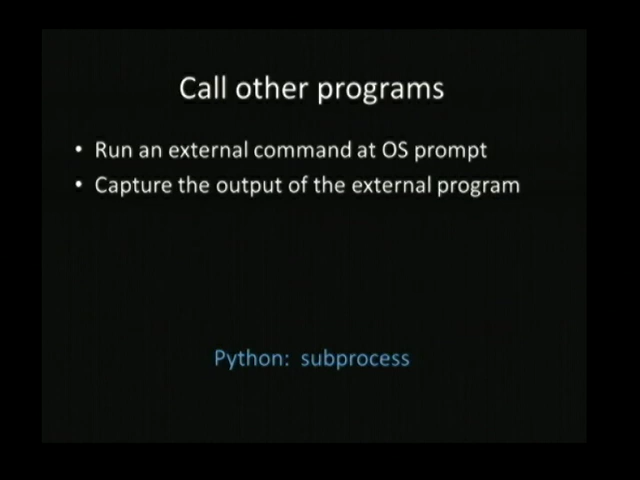 Call other programs
• Run an external command at OS prompt
• Capture the output of the external program
Python: subprocess